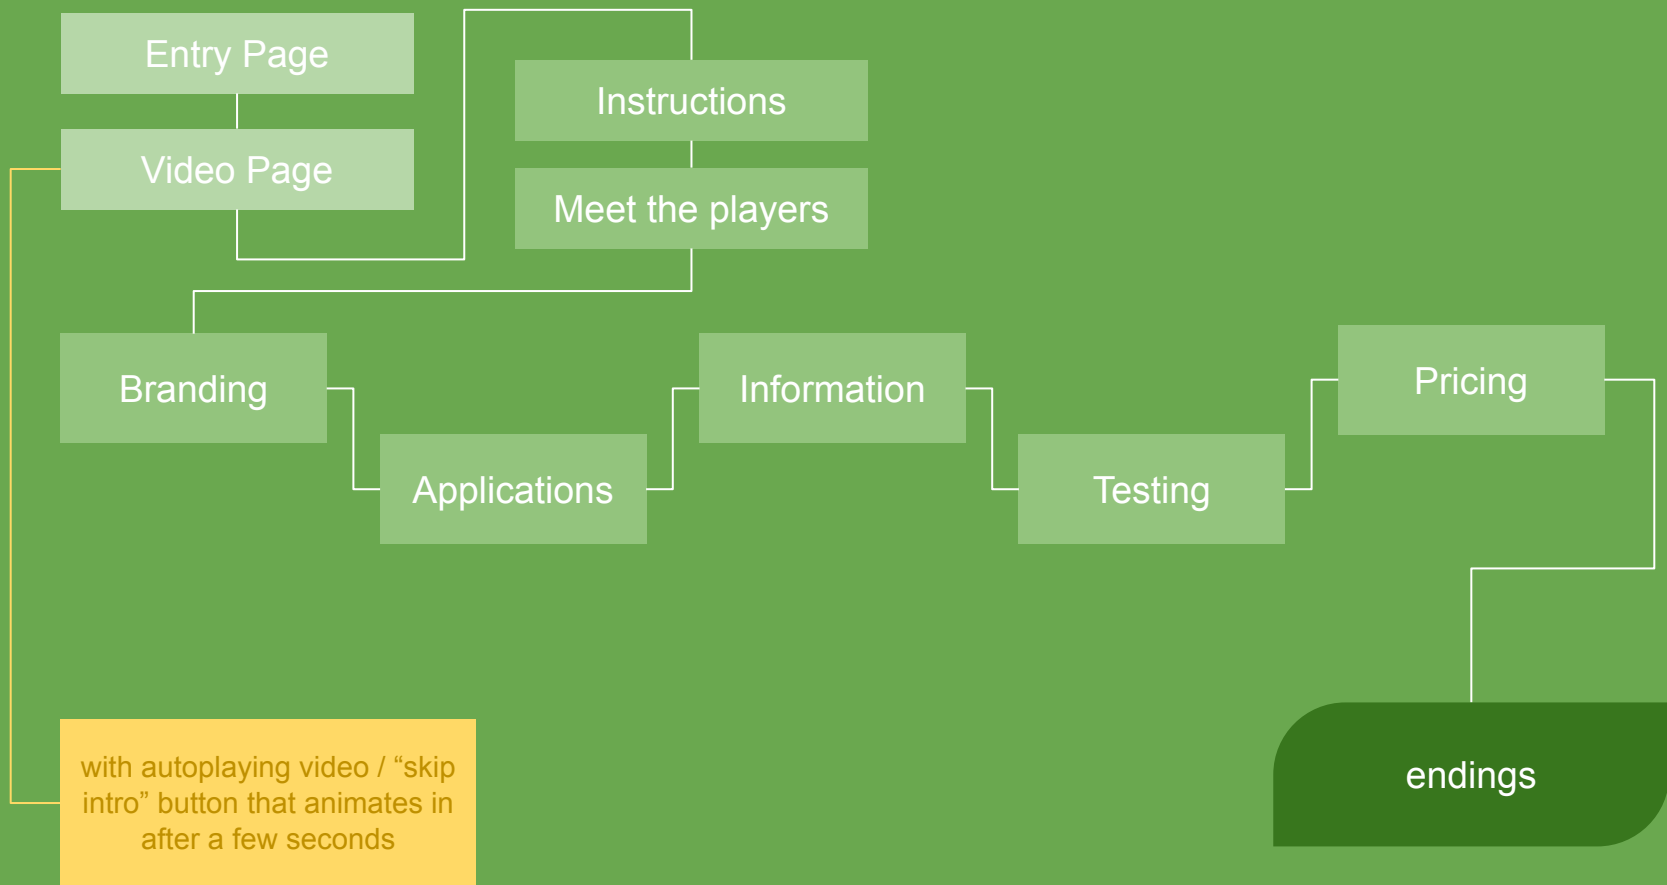 Entry Page
Video Page
Instructions
Meet the players
Branding
Applications
Information
Testing
Pricing
with autoplaying video / “skip
intro” button that animates in
after a few seconds
endings